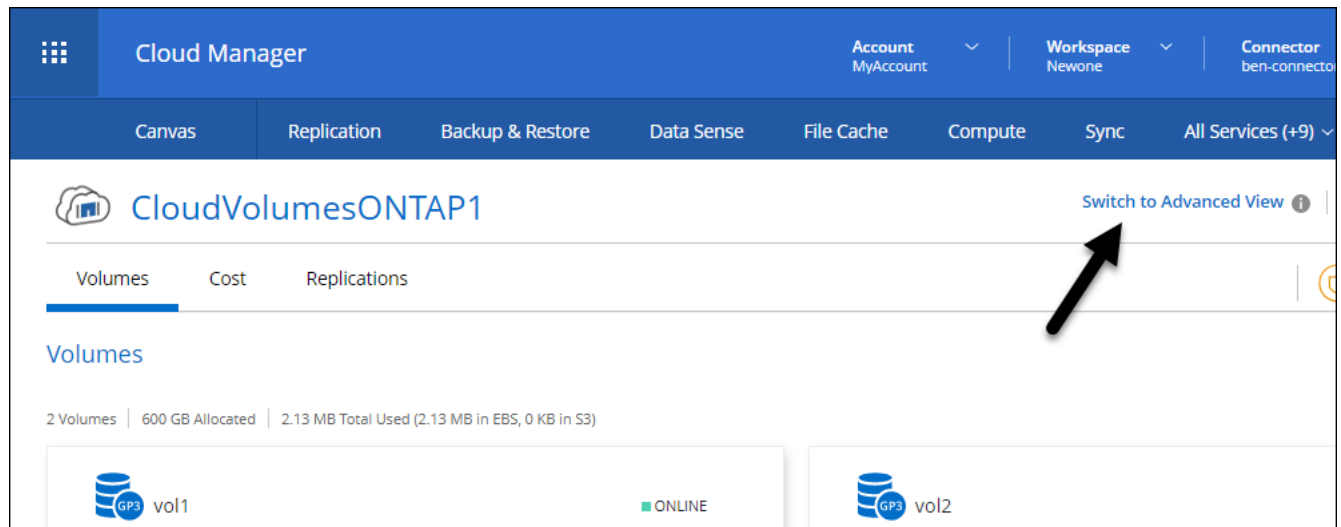 Cloud Manager
Account
MyAccount
Workspace
Newone
Connector
ben-connecto
Canvas Replication Backup & Restore Data Sense File Cache Compute Sync All Services (+9)
CloudVolumesONTAP1
Switch to Advanced View
Volumes Cost Replications
Volumes
2 Volumes | 600 GB Allocated | 2.13 MB Total Used (2.13 MB in EBS, 0 KB in S3)
GP3 vol1 ONLINE
GP3 vol2